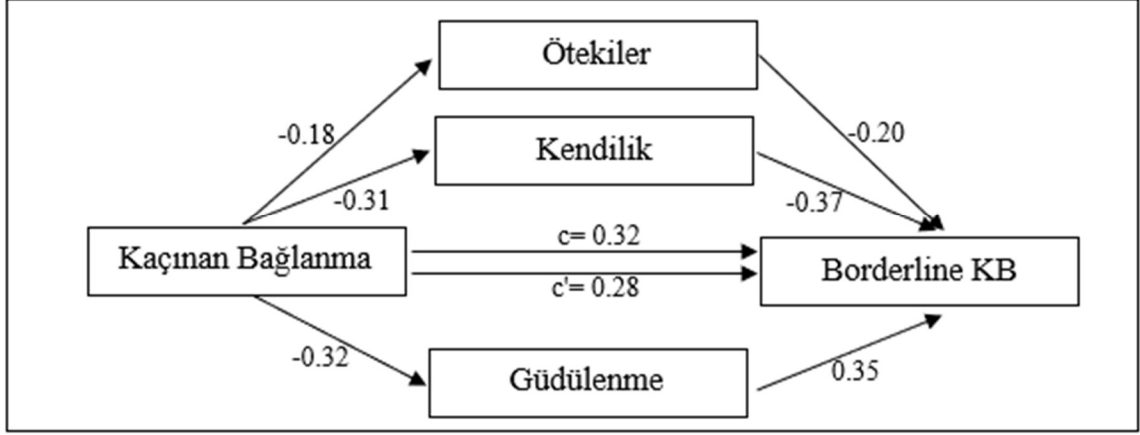 Ötekiler
-0.18
-0.20
Kendilik
-0.31
-0.37
Kaçınan Bağlanma
c= 0.32
c'= 0.28
Borderline KB
-0.32
Güdülenme
0.35